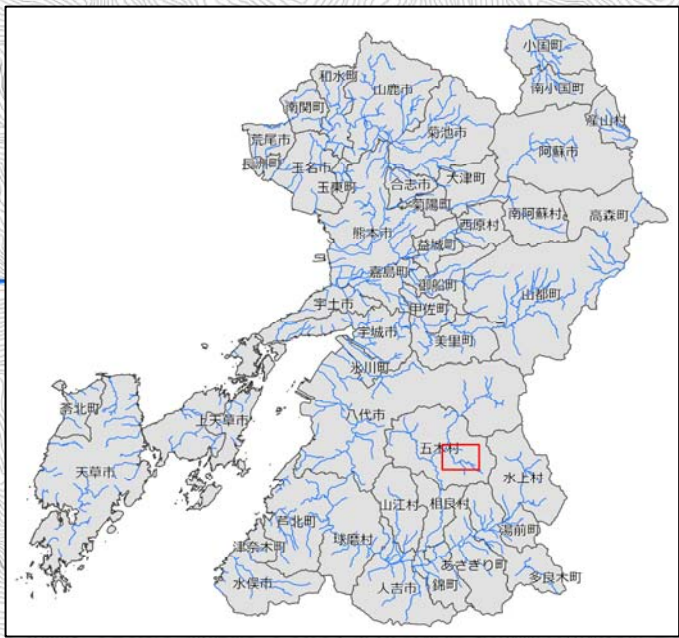 小国町
南小国町
産山村
和水町
山鹿市
南関町
菊池市
荒尾市
阿蘇市
長洲町
玉名市
大津町
玉東町
合志市
菊陽町
南阿蘇村
高森町
西原村
熊本市
益城町
嘉島町
御船町
山都町
宇土市
甲佐町
宇城市
美里町
氷川町
苓北町
上天草市
八代市
五木村
天草市
水上村
山江村
相良村
芦北町
湯前町
津奈木町
球磨村
あさぎり町
多良木町
水俣市
人吉市
錦町